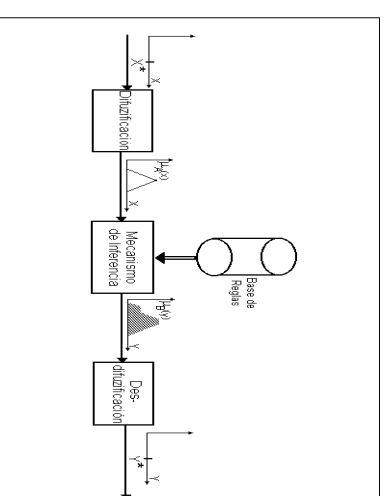 X*
X
Difuzificación
μA(x)
X
Mecanismo
de Inferencia
Base de
Reglas
μB(y)
Y
Des-
difuzificación
Y*
Y